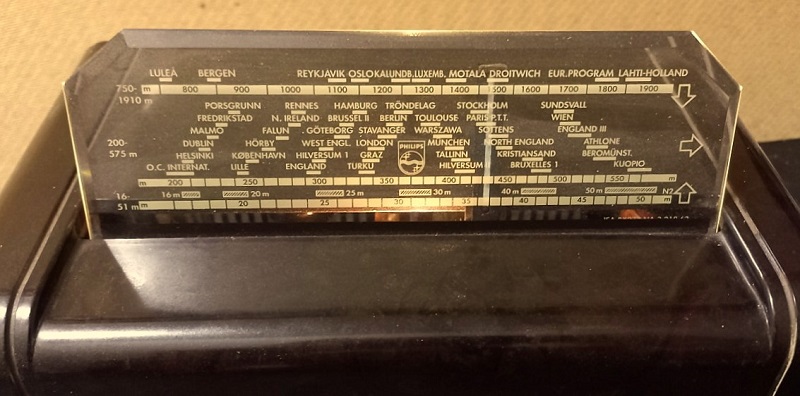 LULEÅ BERGEN REYKJAVIK OSLO KALUNDB. LUXEMB. MOTALA DROITWICH EUR.PROGRAM LAHTI-HOLLAND
750- m 800 900 1000 1100 1200 1300 1400 1500 1600 1700 1800 1900
1910 m
PORSGRUNN RENNES HAMBURG TRÖNDELAG STOCKHOLM SUNDSVALL
FREDRIKSTAD N. IRELAND BRUSSEL II BERLIN TOULOUSE PARIS P.T.T. WIEN
MALMO FALUN GÖTEBORG STAVANGER WARSZAWA SOTTENS ENGLAND III
200- DUBLIN HÖRBY WEST ENGL. LONDON MUNCHEN NORTH ENGLAND ATHLONE
575 m HELSINKI KØBENHAVN HILVERSUM 1 GRAZ PHILIPS TALLINN KRISTIANSAND BEROMÜNST.
O.C. INTERNAT. LILLE ENGLAND TURKU HILVERSUM II BRUXELLES 1 KUOPIO
m 200 250 300 350 400 450 500 550 m
16- 16 m 20 m 25 m 30 m 40 m 50 m N2
51 m m 20 25 30 35 40 45 50 m